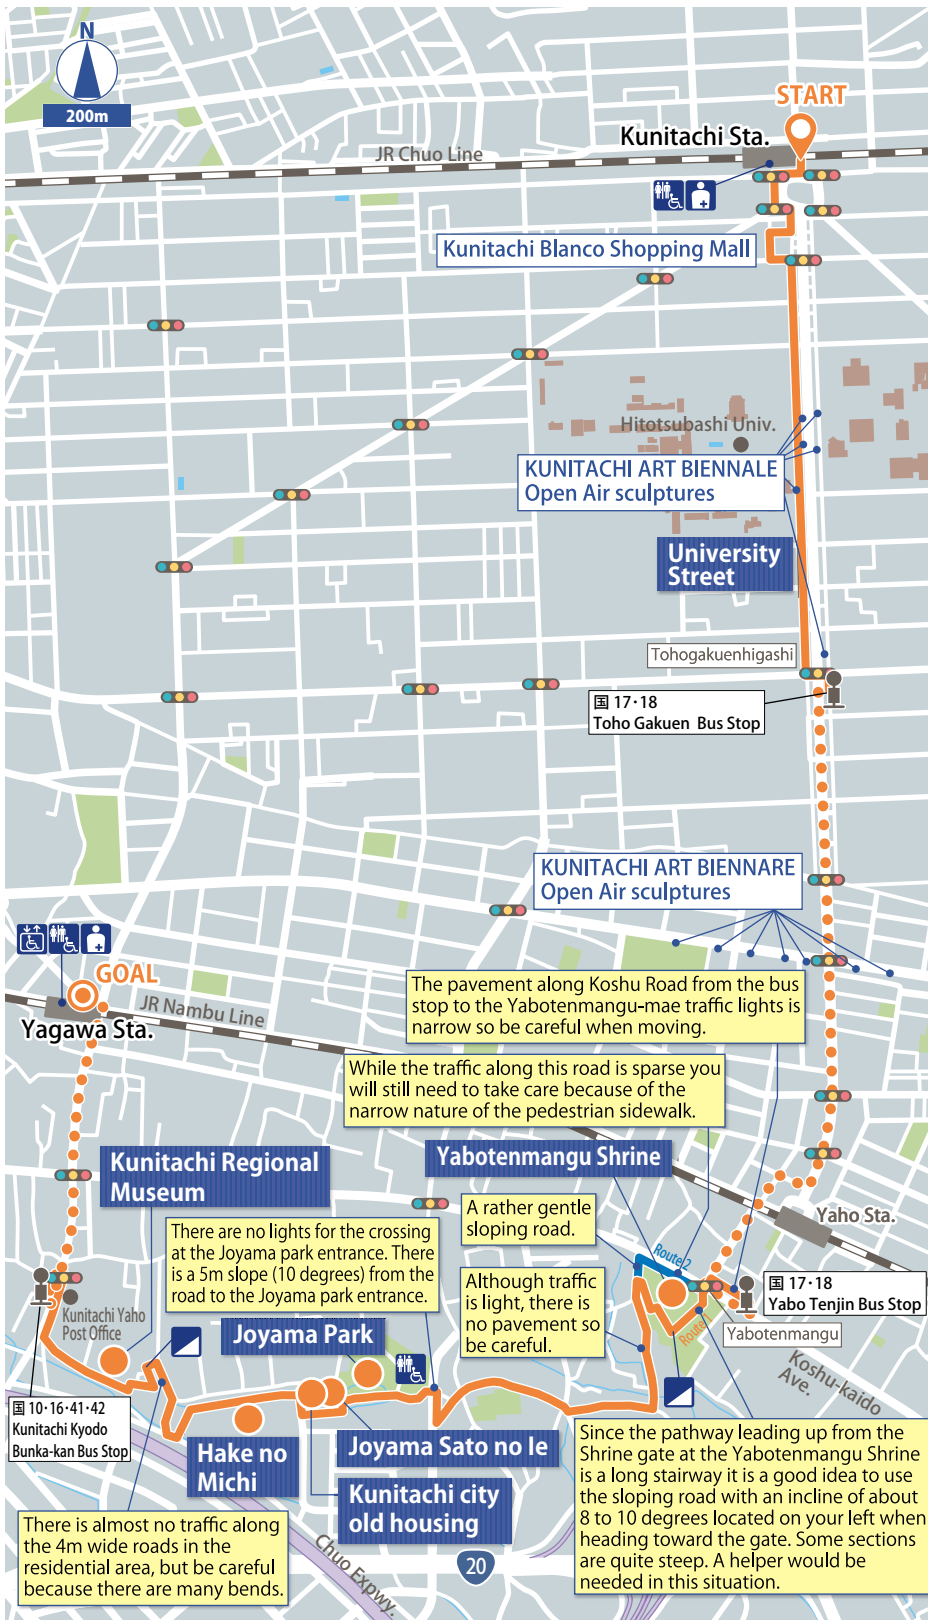 N
200m
START
Kunitachi Sta.
JR Chuo Line
Kunitachi Blanco Shopping Mall
Hitotsubashi Univ.
KUNITACHI ART BIENNALE
Open Air sculptures
University
Street
Tohogakuenhigashi
国 17･18
Toho Gakuen Bus Stop
KUNITACHI ART BIENNARE
Open Air sculptures
GOAL
JR Nambu Line
Yagawa Sta.
The pavement along Koshu Road from the bus
stop to the Yabotenmangu-mae traffic lights is
narrow so be careful when moving.
While the traffic along this road is sparse you
will still need to take care because of the
narrow nature of the pedestrian sidewalk.
Kunitachi Regional
Museum
Yabotenmangu Shrine
A rather gentle
sloping road.
Yaho Sta.
There are no lights for the crossing
at the Joyama park entrance. There
is a 5m slope (10 degrees) from the
road to the Joyama park entrance.
Route 2
Although traffic
is light, there is
no pavement so
be careful.
国 17･18
Yabo Tenjin Bus Stop
Kunitachi Yaho
Post Office
Joyama Park
Route 1
Yabotenmangu
Koshu-kaido
Ave.
国 10･16･41･42
Kunitachi Kyodo
Bunka-kan Bus Stop
Hake no
Michi
Joyama Sato no Ie
Kunitachi city
old housing
Since the pathway leading up from the
Shrine gate at the Yabotenmangu Shrine
is a long stairway it is a good idea to use
the sloping road with an incline of about
8 to 10 degrees located on your left when
heading toward the gate. Some sections
are quite steep. A helper would be
needed in this situation.
There is almost no traffic along
the 4m wide roads in the
residential area, but be careful
because there are many bends.
Chuo Expwy.
20